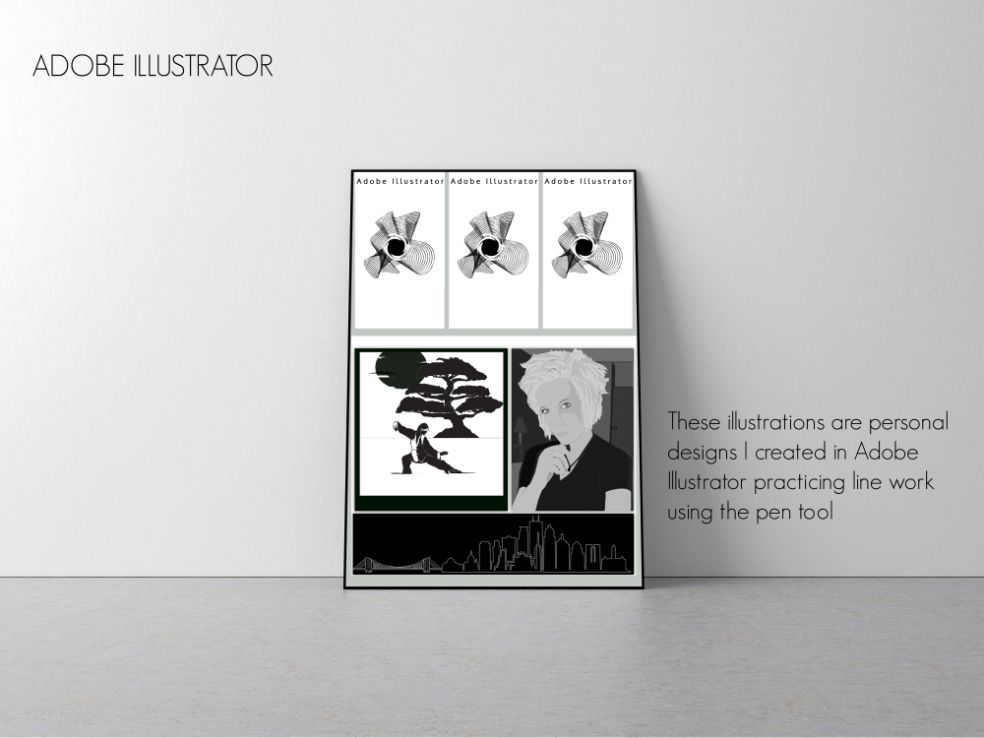 ADOBE ILLUSTRATOR
Adobe Illustrator Adobe Illustrator Adobe Illustrator
These illustrations are personal
designs I created in Adobe
Illustrator practicing line work
using the pen tool